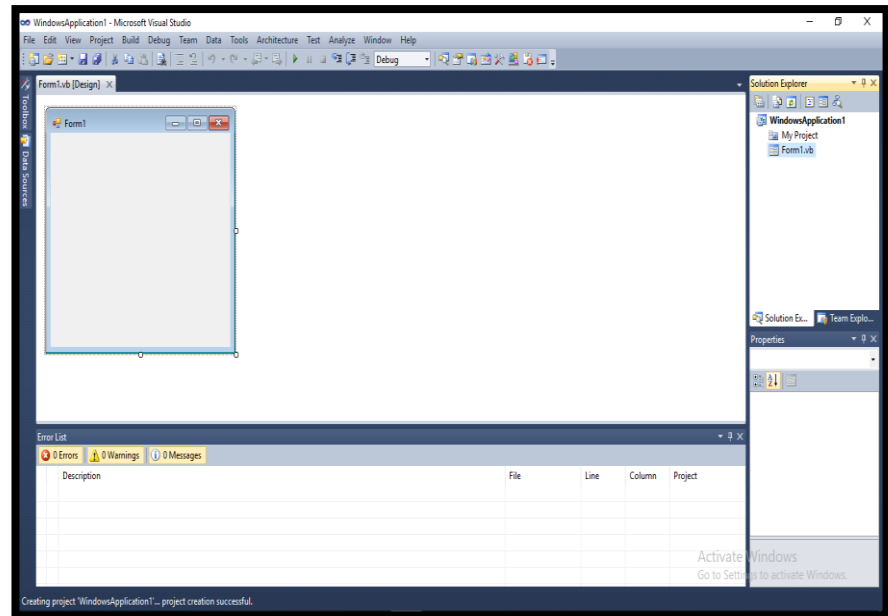 WindowsApplication1 - Microsoft Visual Studio
File Edit View Project Build Debug Team Data Tools Architecture Test Analyze Window Help
Debug
Form1.vb [Design]
Toolbox
Data Sources
Form1
Solution Explorer
WindowsApplication1
My Project
Form1.vb
Solution Ex... Team Explo...
Properties
Error List
0 Errors 0 Warnings 0 Messages
Description File Line Column Project
Activate Windows
Go to Settings to activate Windows.
Creating project 'WindowsApplication1'... project creation successful.